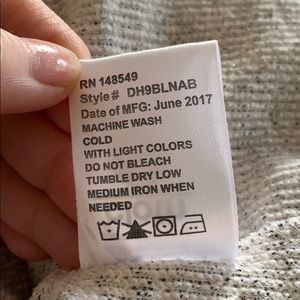 RN 148549
Style# DH9BLNAB
Date of MFG: June 2017
MACHINE WASH
COLD
WITH LIGHT COLORS
DO NOT BLEACH
TUMBLE DRY LOW
MEDIUM IRON WHEN
NEEDED